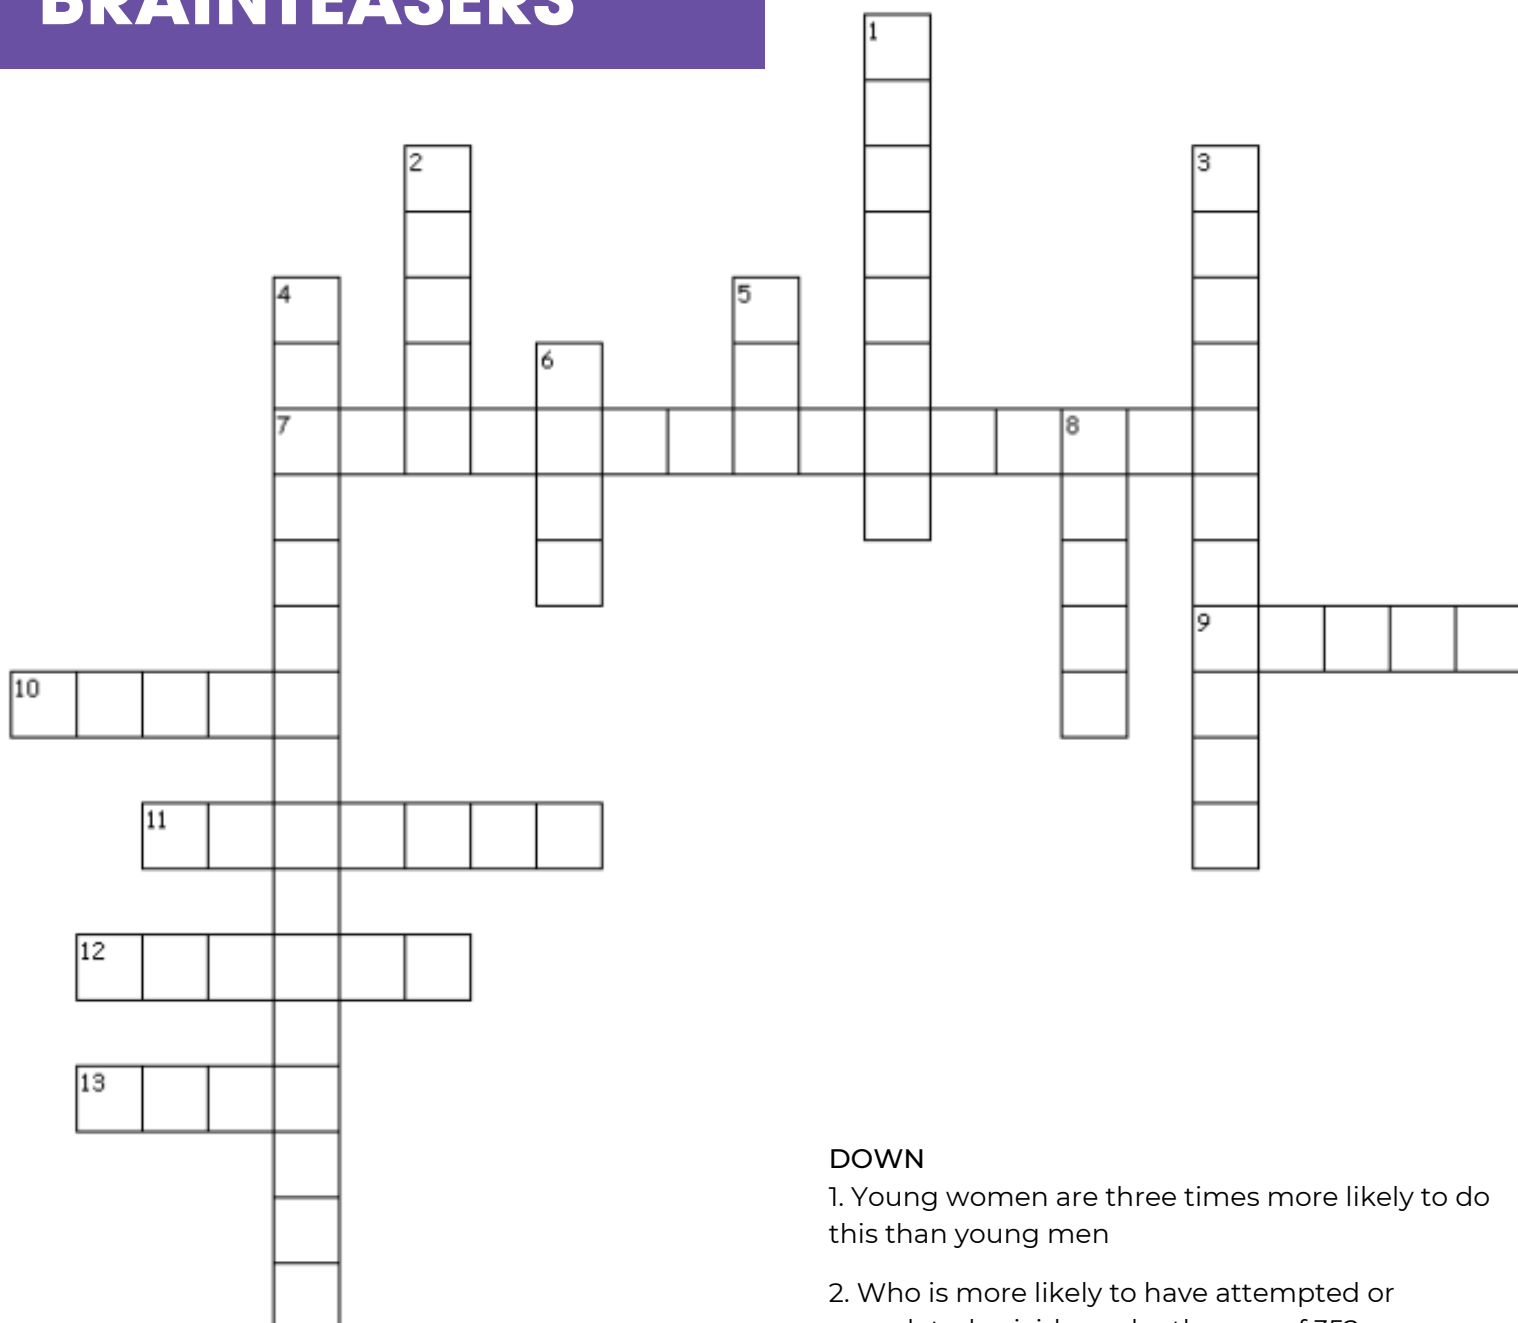 BRAINTEASERS
1
2
3
4
5
6
7
8
9
10
11
12
13
DOWN
1. Young women are three times more likely to do
this than young men
2. Who is more likely to have attempted or